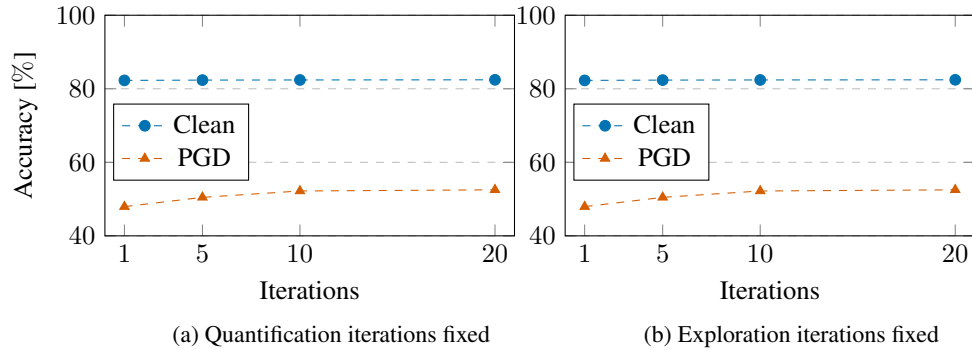 100
80
60
40
Accuracy [%]
Clean
PGD
1 5 10 20
Iterations
(a) Quantification iterations fixed
100
80
60
40
Clean
PGD
1 5 10 20
Iterations
(b) Exploration iterations fixed